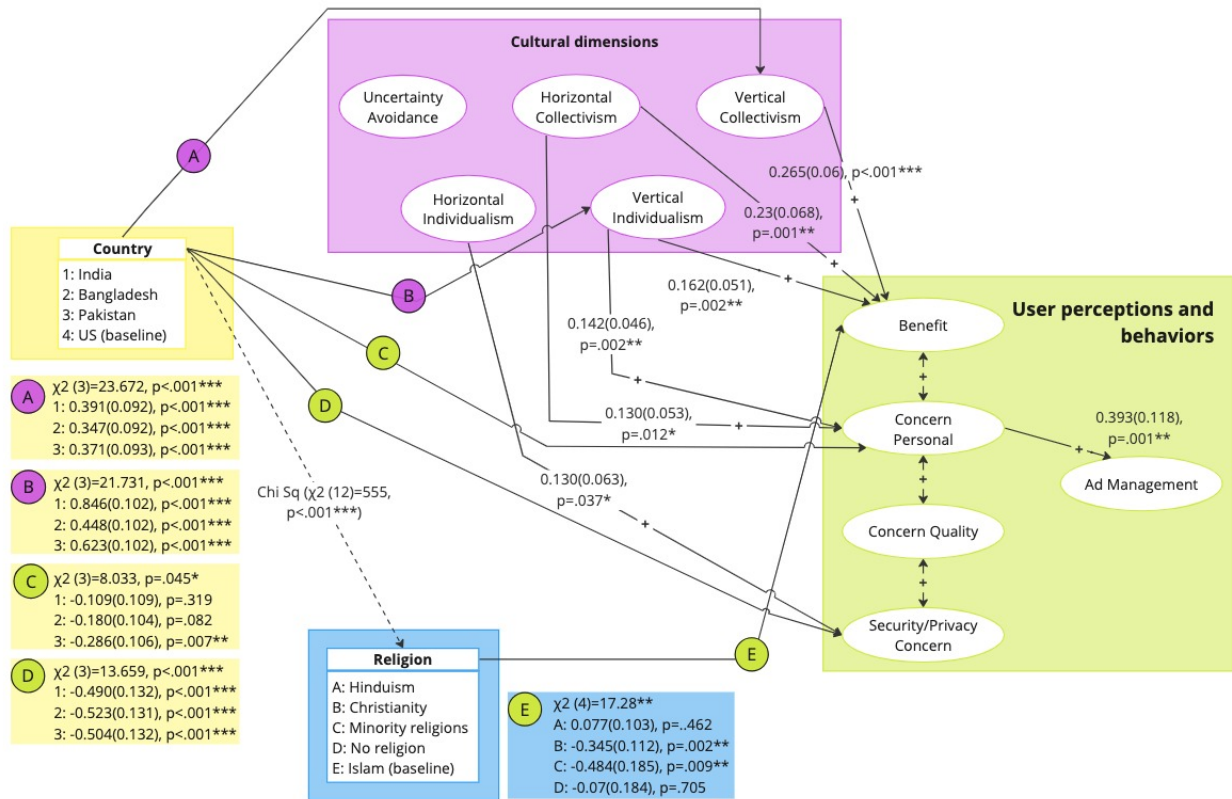 Cultural dimensions
Uncertainty
Avoidance
Horizontal
Collectivism
Vertical
Collectivism
Horizontal
Individualism
Vertical
Individualism
A
B
C
D
E
Country
1: India
2: Bangladesh
3: Pakistan
4: US (baseline)
0.265(0.06), p<.001***
+
0.23(0.068),
p=.001**
+
0.162(0.051),
p=.002**
+
0.142(0.046),
p=.002**
+
0.130(0.053),
p=.012*
+
0.130(0.063),
p=.037*
+
User perceptions and
behaviors
Benefit
+
Concern
Personal
+
Concern Quality
+
Security/Privacy
Concern
0.393(0.118),
p=.001**
+
Ad Management
A
χ2 (3)=23.672, p<.001***
1: 0.391(0.092), p<.001***
2: 0.347(0.092), p<.001***
3: 0.371(0.093), p<.001***
B
χ2 (3)=21.731, p<.001***
1: 0.846(0.102), p<.001***
2: 0.448(0.102), p<.001***
3: 0.623(0.102), p<.001***
C
χ2 (3)=8.033, p=.045*
1: -0.109(0.109), p=.319
2: -0.180(0.104), p=.082
3: -0.286(0.106), p=.007**
D
χ2 (3)=13.659, p<.001***
1: -0.490(0.132), p<.001***
2: -0.523(0.131), p<.001***
3: -0.504(0.132), p<.001***
Chi Sq (χ2 (12)=555,
p<.001***)
Religion
A: Hinduism
B: Christianity
C: Minority religions
D: No religion
E: Islam (baseline)
E
χ2 (4)=17.28**
A: 0.077(0.103), p=..462
B: -0.345(0.112), p=.002**
C: -0.484(0.185), p=.009**
D: -0.07(0.184), p=.705